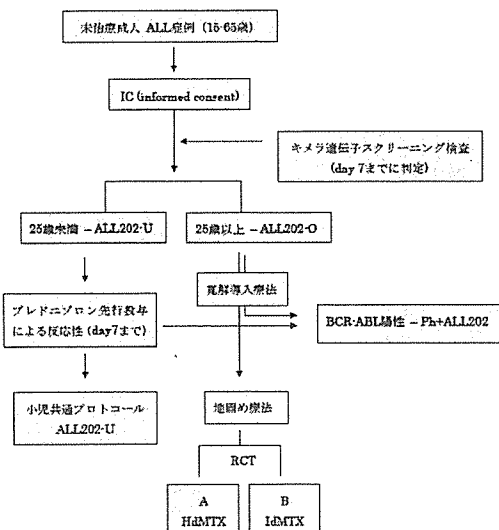 未治療成人 ALL症例 (15-65歳)
IC (informed consent)
キメラ遺伝子スクリーニング検査
(day 7までに判定)
25歳未満 – ALL202-U
25歳以上 – ALL202-O
寛解導入療法
プレドニゾロン先行投与
による反応性 (day7まで)
BCR-ABL陽性 – Ph+ALL202
小児共通プロトコール
ALL202-U
地固め療法
RCT
A
HdMTX
B
IdMTX